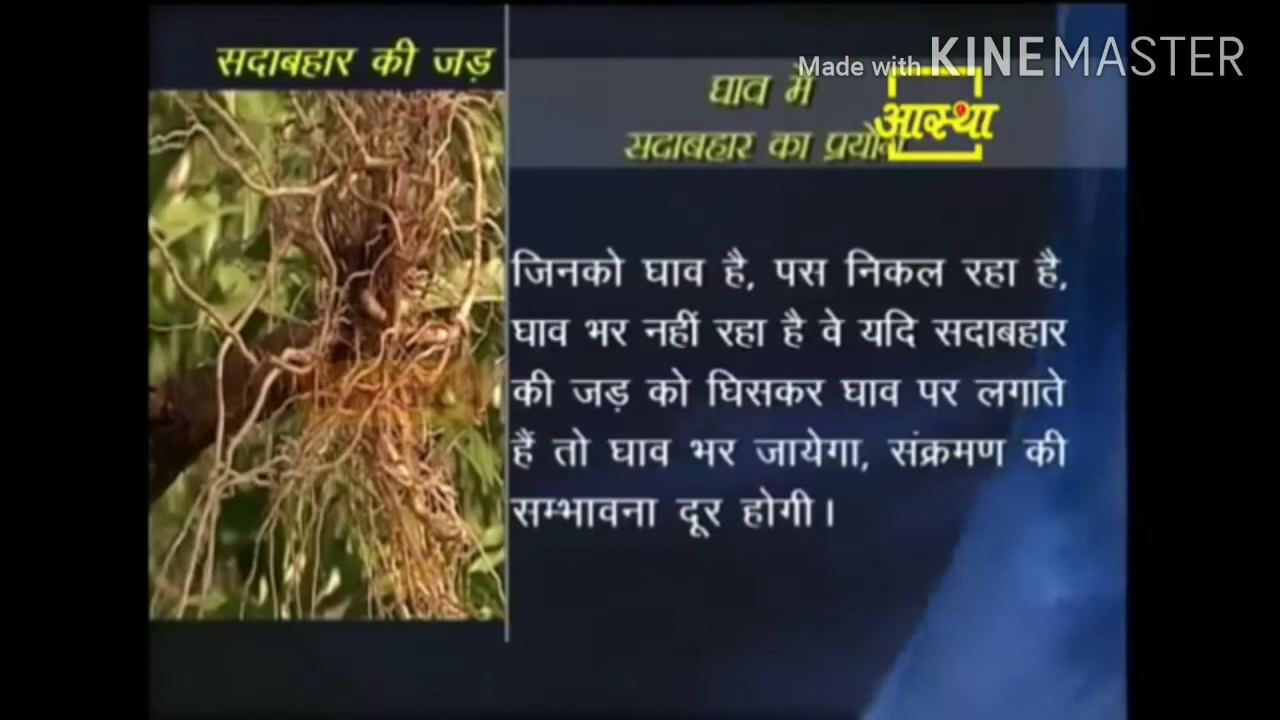 सदाबहार की जड़
Made with KINEMASTER
घाव में
सदाबहार का प्रयोग
आस्था
जिनको घाव है, पस निकल रहा है,
घाव भर नहीं रहा है वे यदि सदाबहार
की जड़ को घिसकर घाव पर लगाते
हैं तो घाव भर जायेगा, संक्रमण की
सम्भावना दूर होगी।